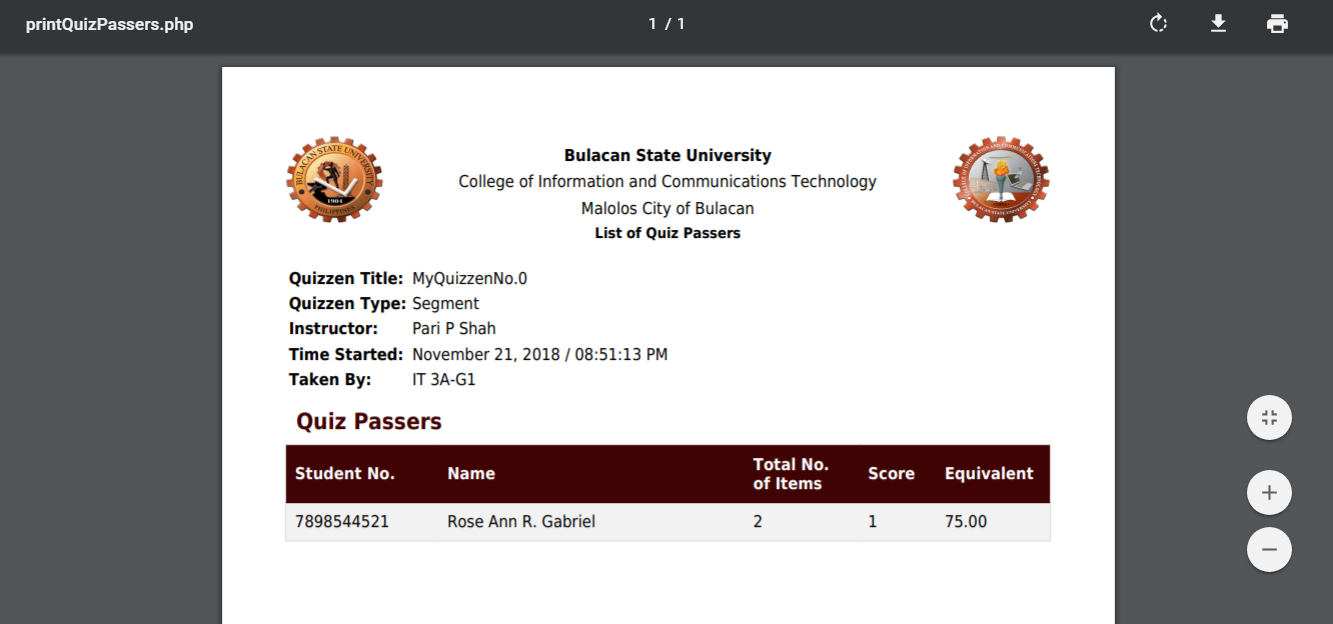 printQuizPassers.php
1 / 1
BULACAN STATE UNIVERSITY
1904
PHILIPPINES
Bulacan State University
College of Information and Communications Technology
Malolos City of Bulacan
List of Quiz Passers
Quizzen Title: MyQuizzenNo.0
Quizzen Type: Segment
Instructor: Pari P Shah
Time Started: November 21, 2018 / 08:51:13 PM
Taken By: IT 3A-G1
Quiz Passers
Student No. Name Total No. of Items Score Equivalent
7898544521 Rose Ann R. Gabriel 2 1 75.00